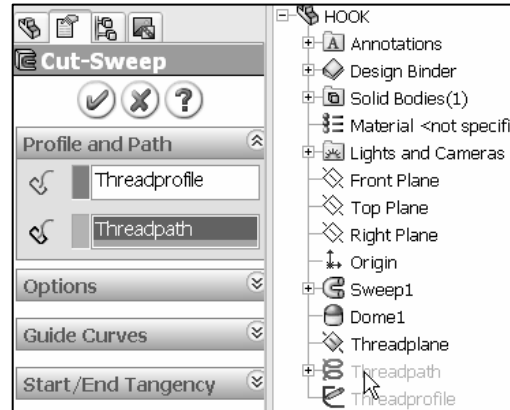 Cut-Sweep
?
Profile and Path
Threadprofile
Threadpath
Options
Guide Curves
Start/End Tangency
HOOK
A Annotations
Design Binder
Solid Bodies(1)
Material <not specifi
Lights and Cameras
Front Plane
Top Plane
Right Plane
Origin
Sweep1
Dome1
Threadplane
Threadpath
Threadprofile